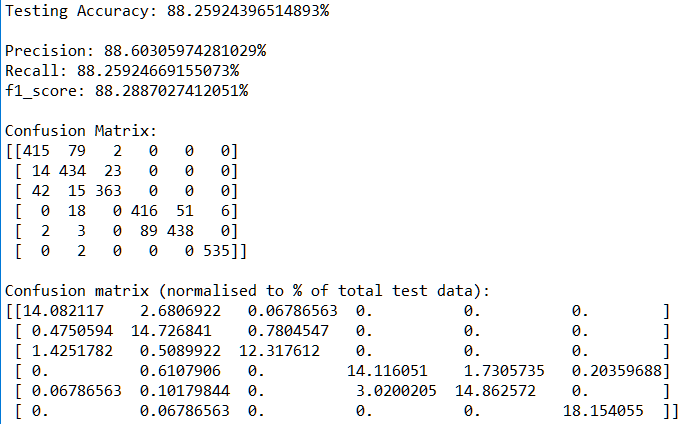 Testing Accuracy: 88.25924396514893%
Precision: 88.60305974281029%
Recall: 88.25924669155073%
f1_score: 88.2887027412051%
Confusion Matrix:
[[415  79   2   0   0   0]
 [ 14 434  23   0   0   0]
 [ 42  15 363   0   0   0]
 [  0  18   0 416  51   6]
 [  2   3   0  89 438   0]
 [  0   2   0   0   0 535]]
Confusion matrix (normalised to % of total test data):
[[14.082117    2.6806922   0.06786563  0.          0.          0.        ]
 [ 0.4750594  14.726841    0.7804547   0.          0.          0.        ]
 [ 1.4251782   0.5089922  12.317612    0.          0.          0.        ]
 [ 0.          0.6107906   0.         14.116051    1.7305735   0.20359688]
 [ 0.06786563  0.10179844  0.          3.0200205  14.862572    0.        ]
 [ 0.          0.06786563  0.          0.          0.         18.154055  ]]